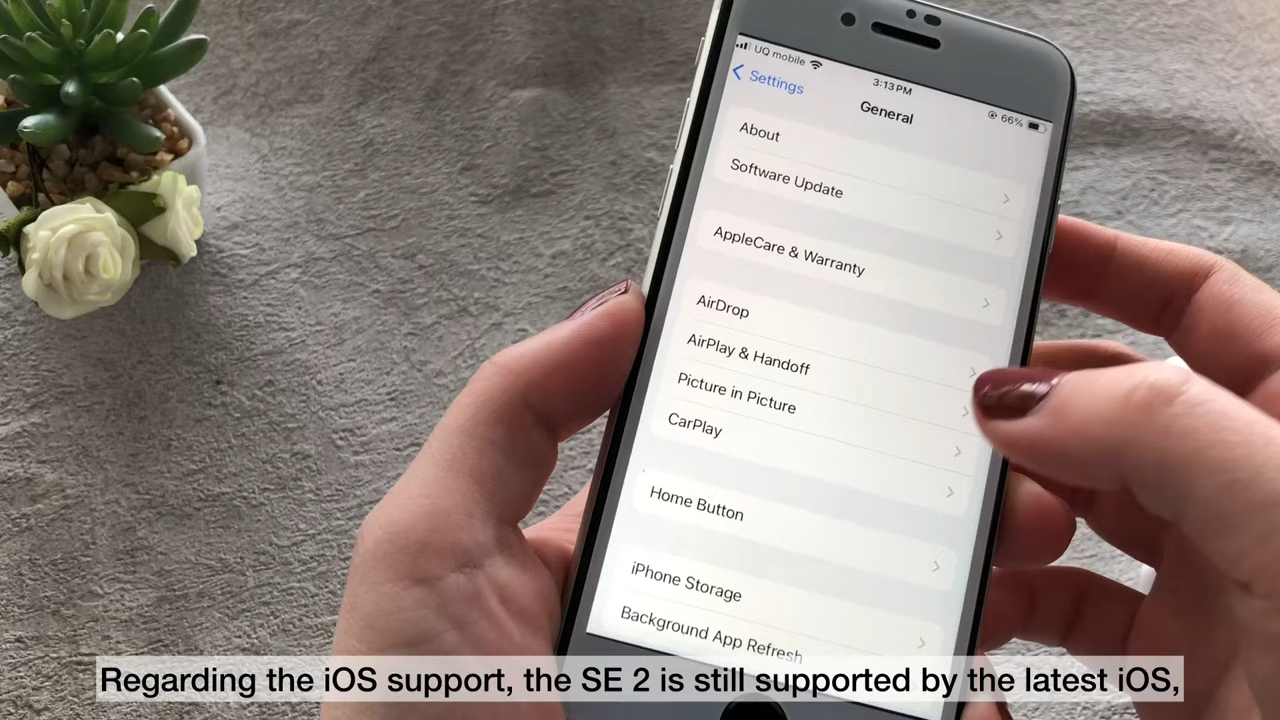 UQ mobile
3:13 PM
66%
Settings
General
About
Software Update
AppleCare & Warranty
AirDrop
AirPlay & Handoff
Picture in Picture
CarPlay
Home Button
iPhone Storage
Background App Refresh
Regarding the iOS support, the SE 2 is still supported by the latest iOS,